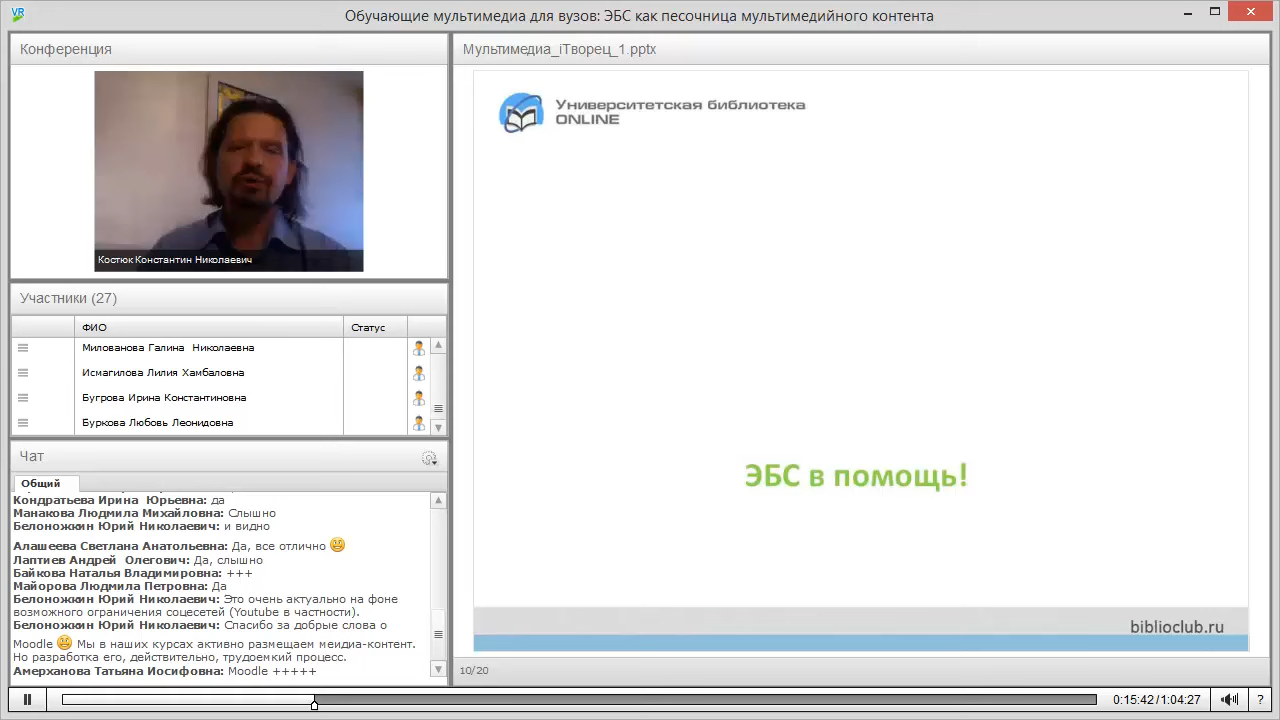 VR
Обучающие мультимедиа для вузов: ЭБС как песочница мультимедийного контента
Конференция
Костюк Константин Николаевич
Участники (27)
ФИО
Статус
Милованова Галина Николаевна
Исмагилова Лилия Хамбаловна
Бугрова Ирина Константиновна
Буркова Любовь Леонидовна
Чат
Общий
Кондратьева Ирина Юрьевна: да
Манакова Людмила Михайловна: Слышно
Белоножкин Юрий Николаевич: и видно
Алашеева Светлана Анатольевна: Да, все отлично
Лаптиев Андрей Олегович: Да, слышно
Байкова Наталья Владимировна: +++
Майорова Людмила Петровна: Да
Белоножкин Юрий Николаевич: Это очень актуально на фоне
возможного ограничения соцсетей (Youtube в частности).
Белоножкин Юрий Николаевич: Спасибо за добрые слова о
Moodle Мы в наших курсах активно размещаем меидиа-контент.
Но разработка его, действительно, трудоемкий процесс.
Амерханова Татьяна Иосифовна: Moodle +++++
Мультимедиа_iТворец_1.pptx
Университетская библиотека
ONLINE
ЭБС в помощь!
biblioclub.ru
10/20
0:15:42/1:04:27
?